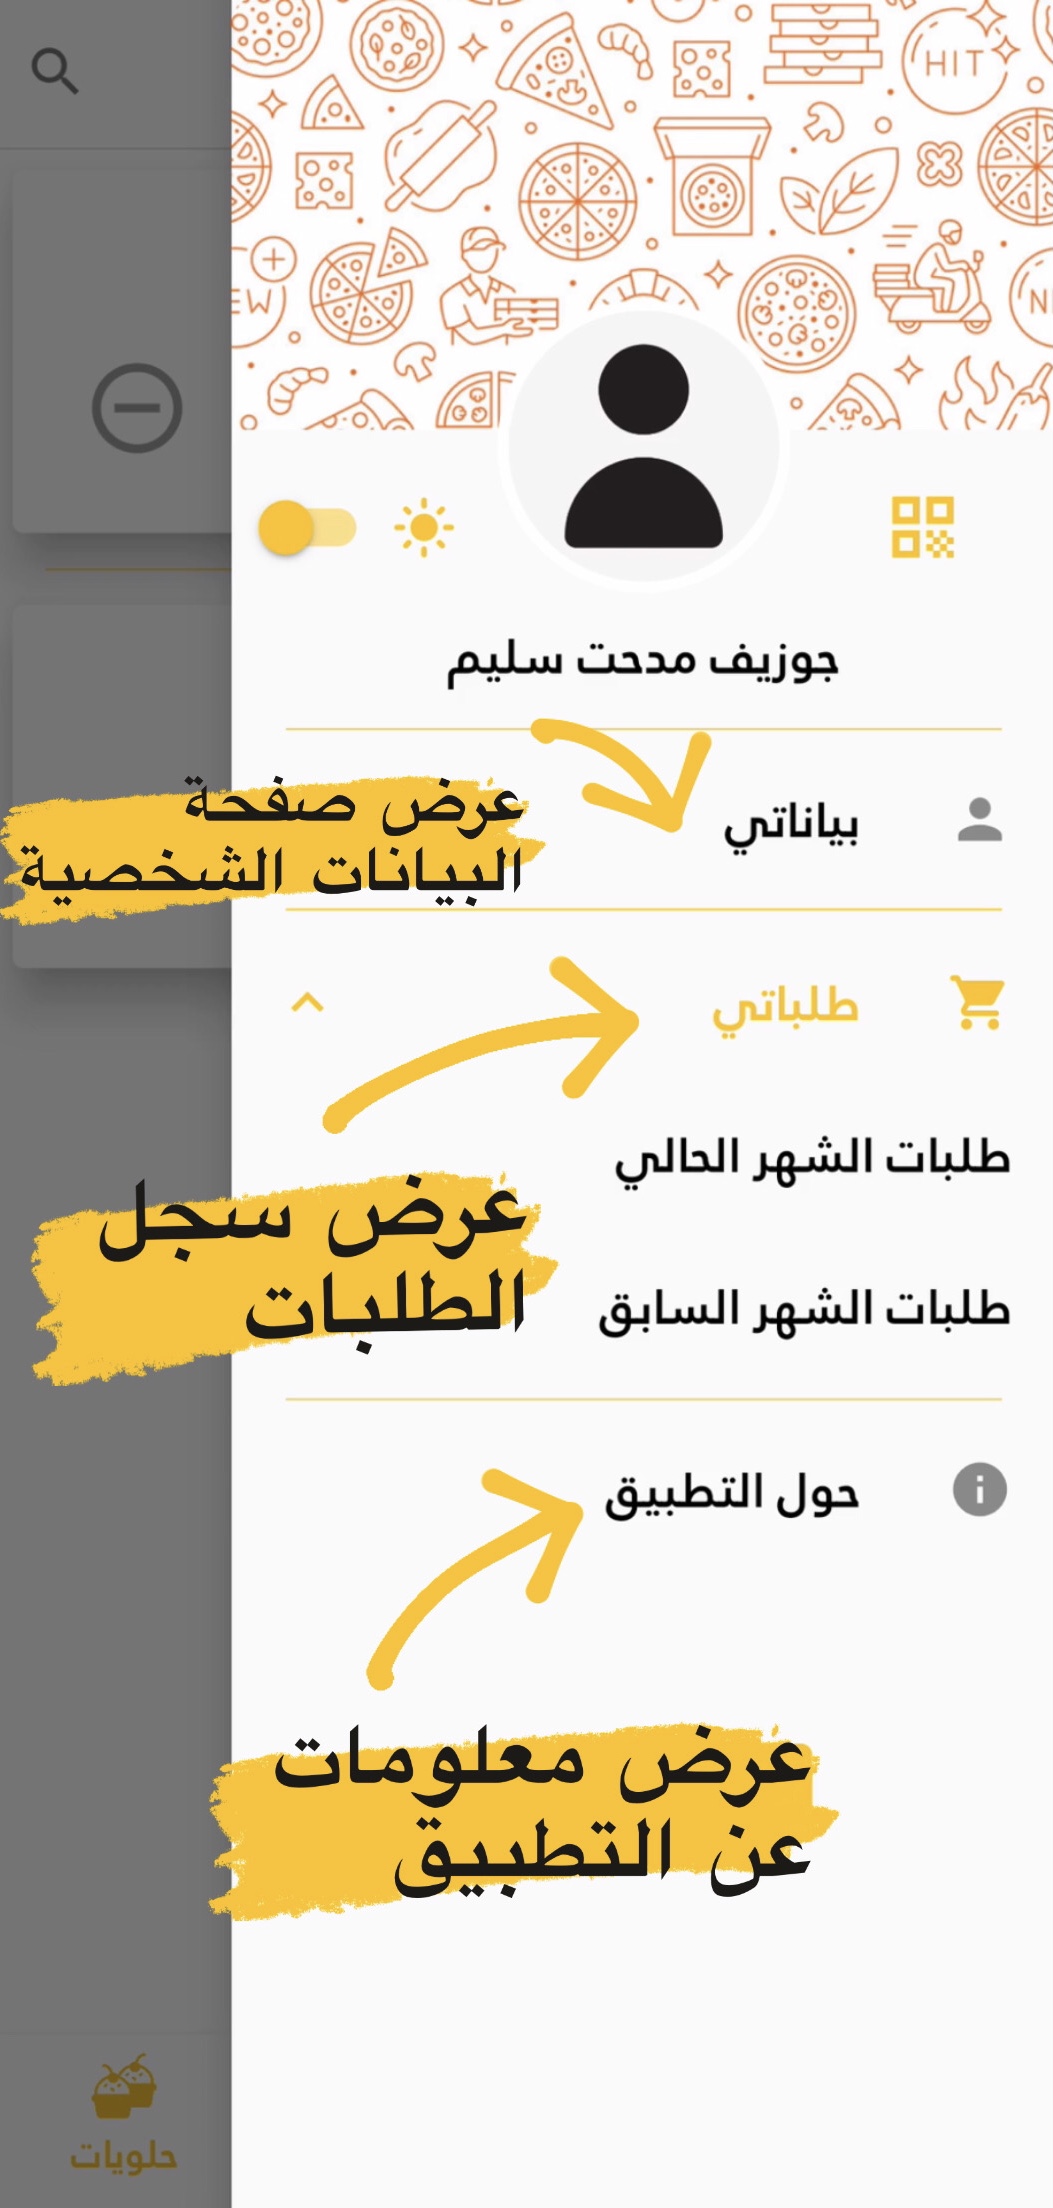 HIT
EW
N
جوزيف مدحت سليم
بياناتي
عرض صفحة
البيانات الشخصية
طلباتي
طلبات الشهر الحالي
عرض سجل
الطلبات
طلبات الشهر السابق
حول التطبيق
عرض معلومات
عن التطبيق
حلويات